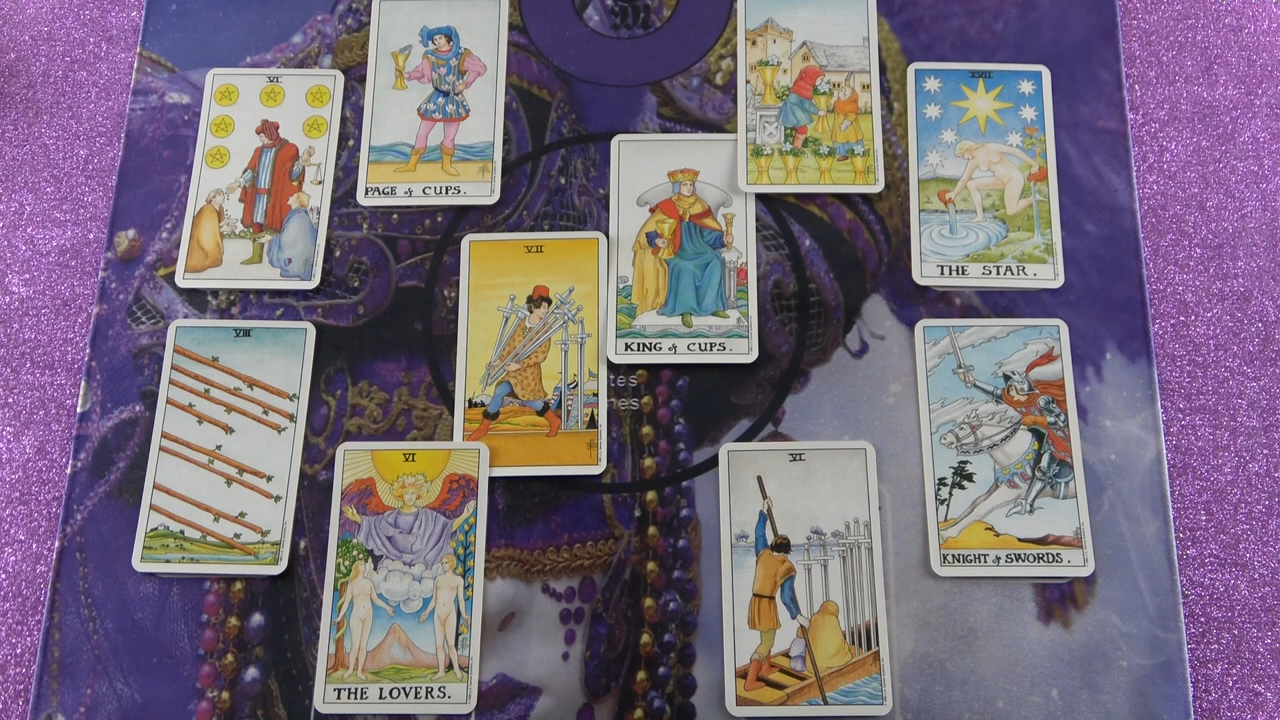 VI
PAGE of CUPS.
XVII
THE STAR.
VII
KING of CUPS.
VIII
KNIGHT of SWORDS.
VI
THE LOVERS.
VI